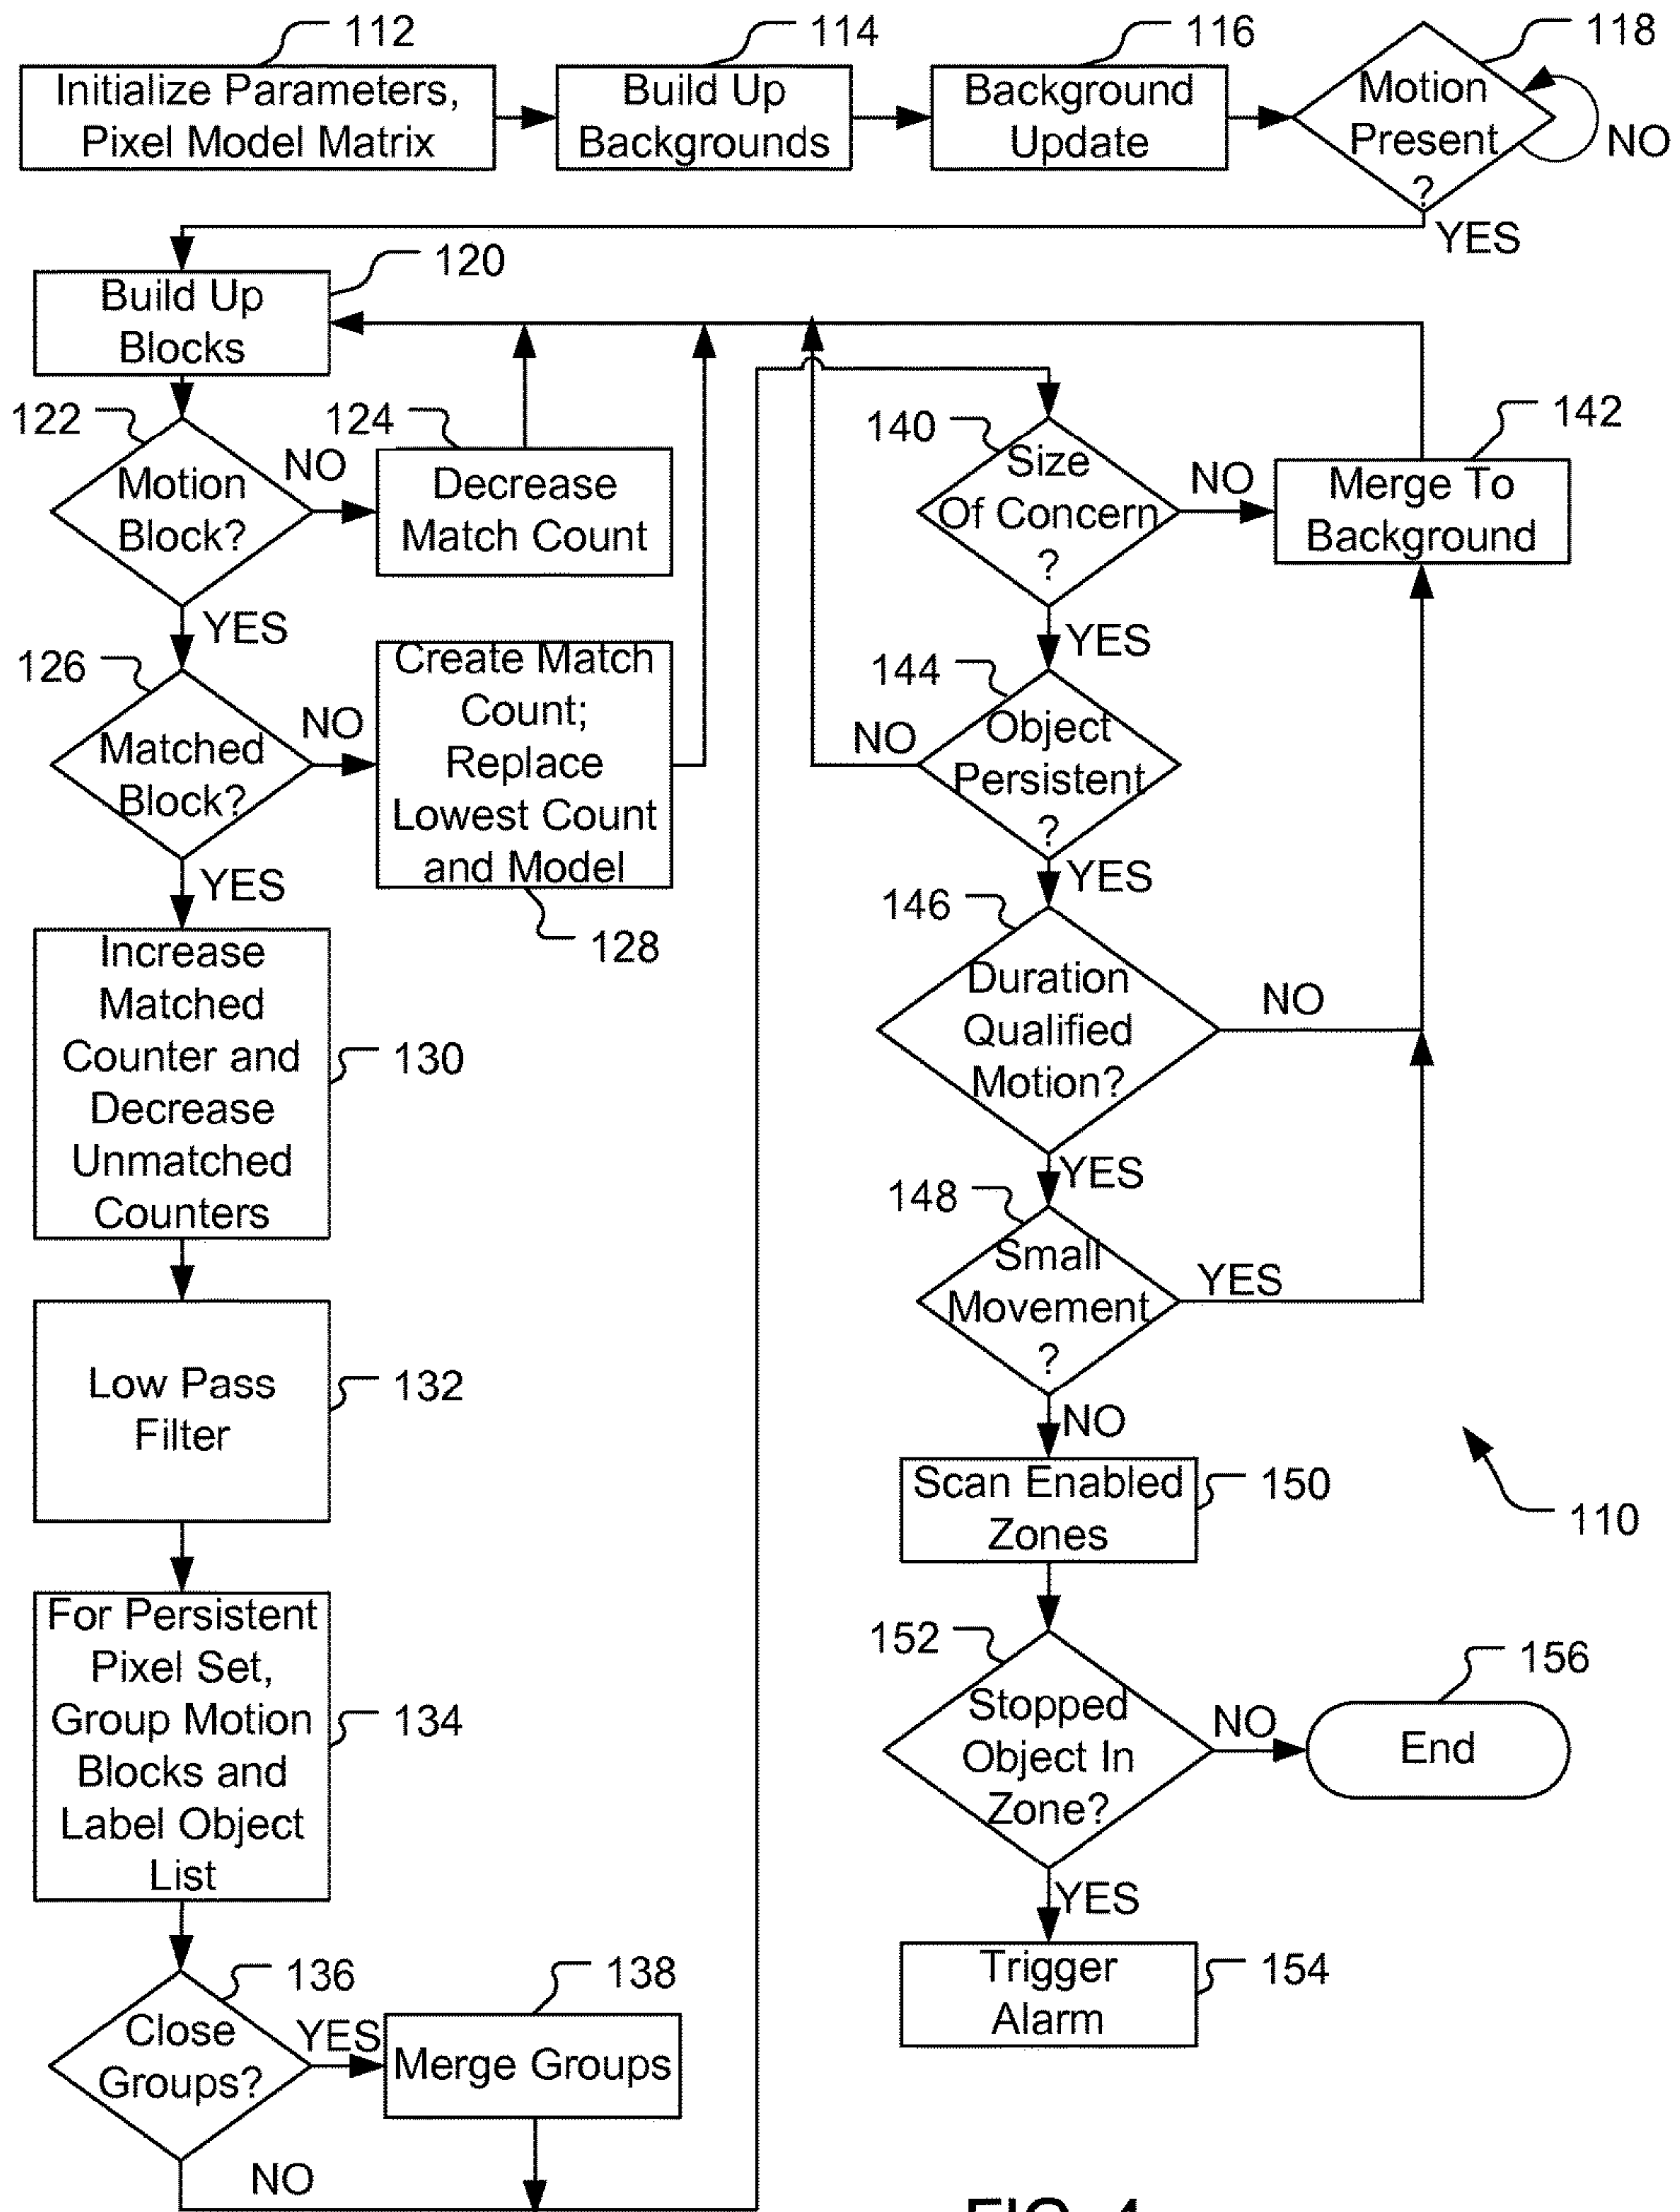 112
Initialize Parameters,
Pixel Model Matrix
114
Build Up
Backgrounds
116
Background
Update
118
Motion
Present
?
NO
YES
120
Build Up
Blocks
122
Motion
Block?
NO
YES
124
Decrease
Match Count
126
Matched
Block?
NO
YES
Create Match
Count;
Replace
Lowest Count
and Model
128
Increase
Matched
Counter and
Decrease
Unmatched
Counters
130
Low Pass
Filter
132
For Persistent
Pixel Set,
Group Motion
Blocks and
Label Object
List
134
136
Close
Groups?
YES
NO
138
Merge Groups
140
Size
Of Concern
?
NO
YES
142
Merge To
Background
144
Object
Persistent
?
NO
YES
146
Duration
Qualified
Motion?
NO
YES
148
Small
Movement
?
YES
NO
Scan Enabled
Zones
150
110
152
Stopped
Object In
Zone?
NO
YES
156
End
Trigger
Alarm
154